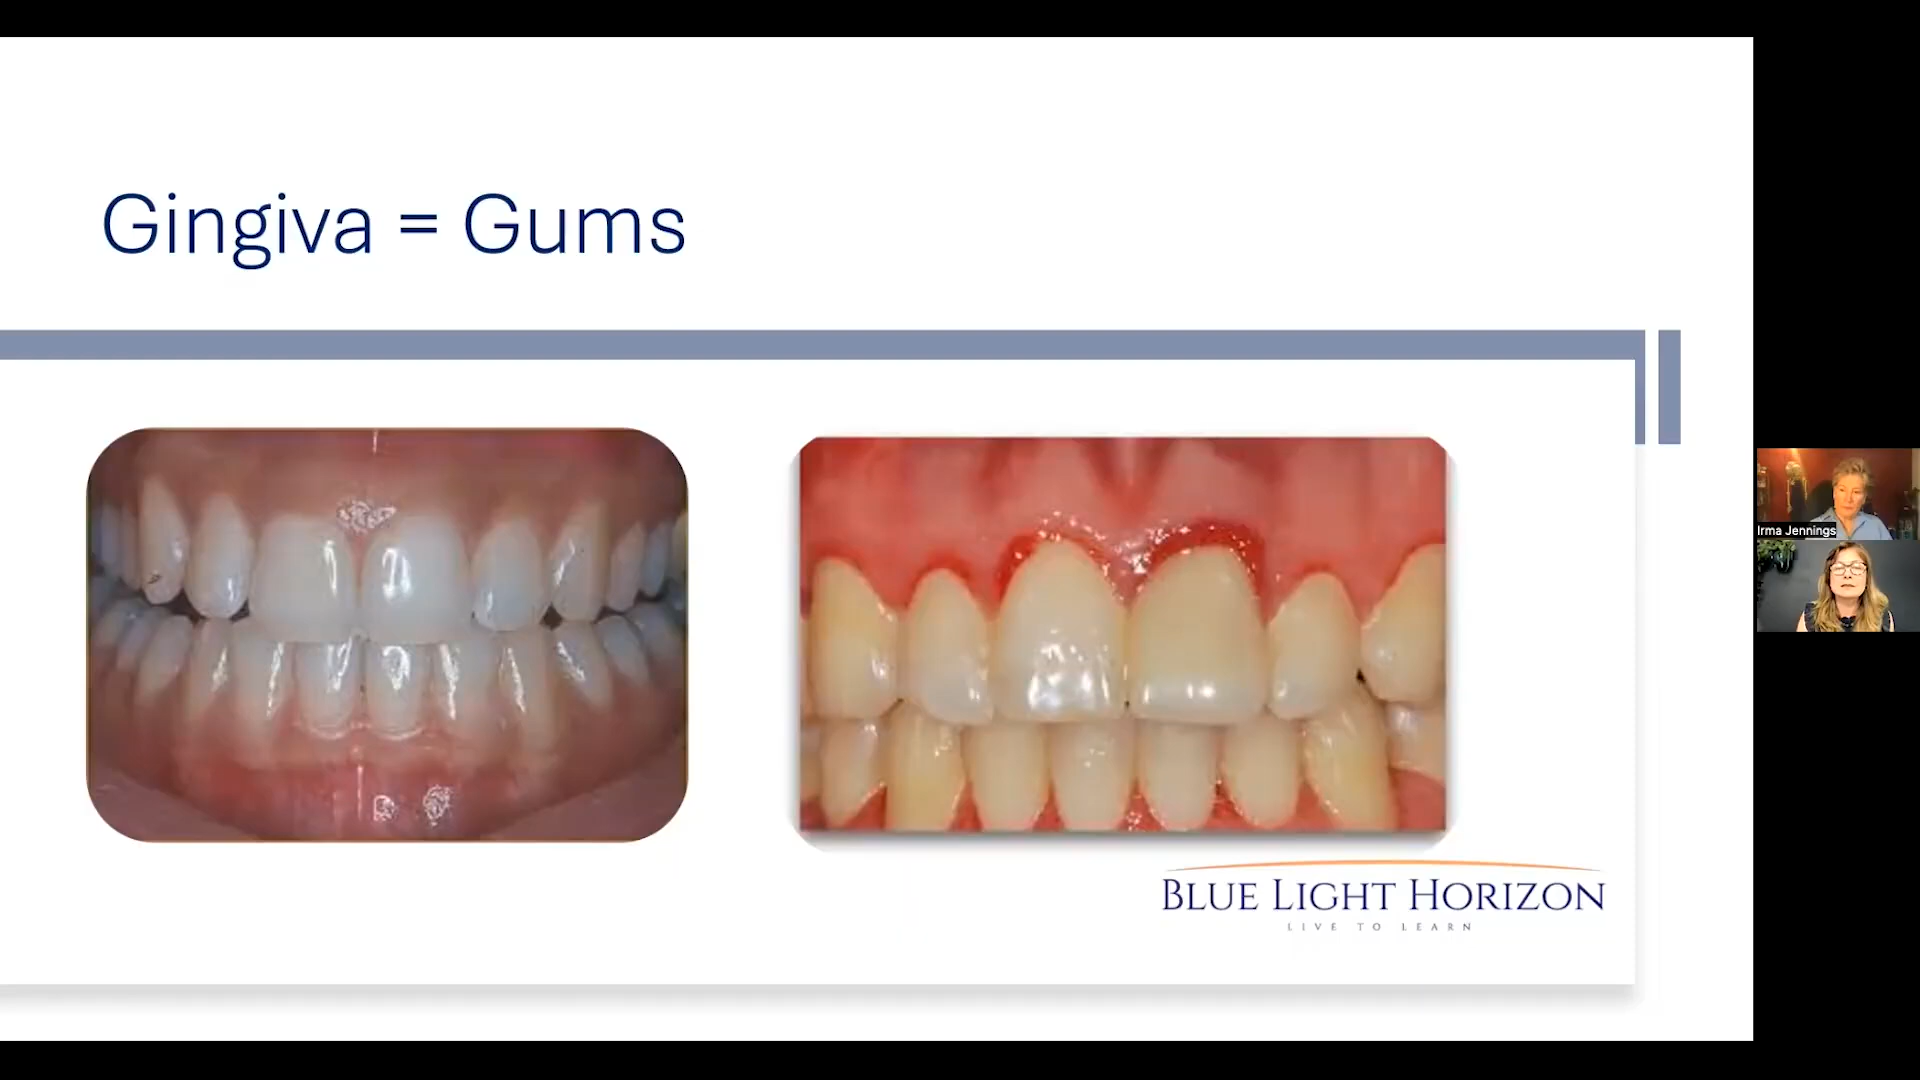 Gingiva = Gums
Irma Jennings
BLUE LIGHT HORIZON
LIVE TO LEARN